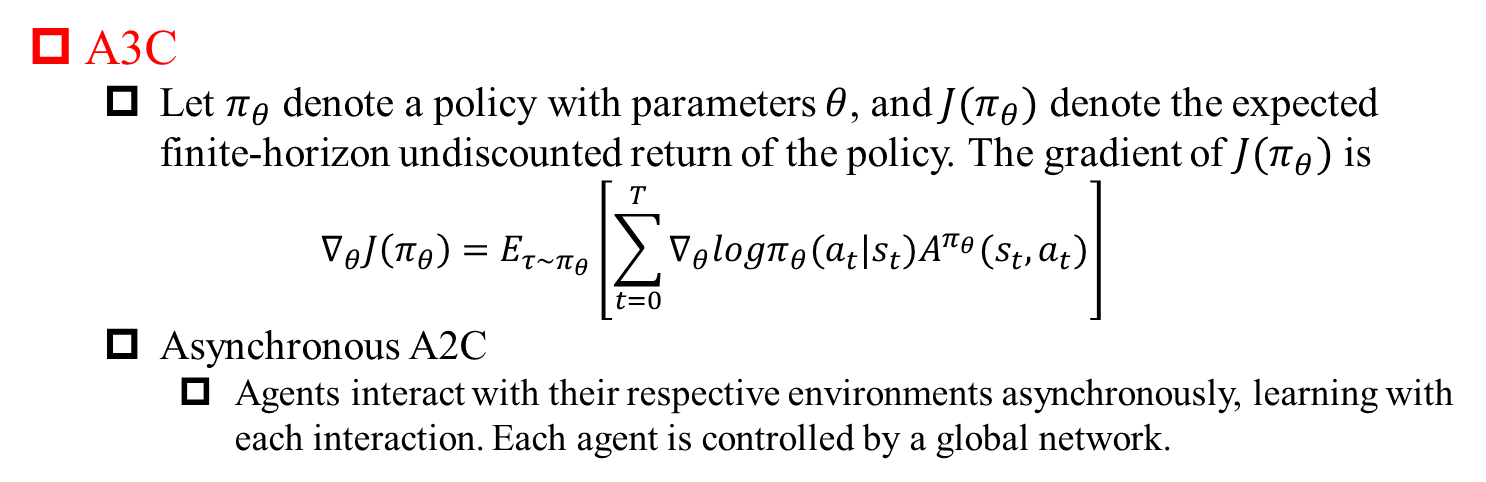 A3C
Let π_θ denote a policy with parameters θ, and J(π_θ) denote the expected
finite-horizon undiscounted return of the policy. The gradient of J(π_θ) is
∇_θJ(π_θ) = E_{τ~π_θ} [∑_{t=0}^{T} ∇_θlogπ_θ(a_t|s_t)A^{π_θ}(s_t, a_t)]
Asynchronous A2C
Agents interact with their respective environments asynchronously, learning with
each interaction. Each agent is controlled by a global network.